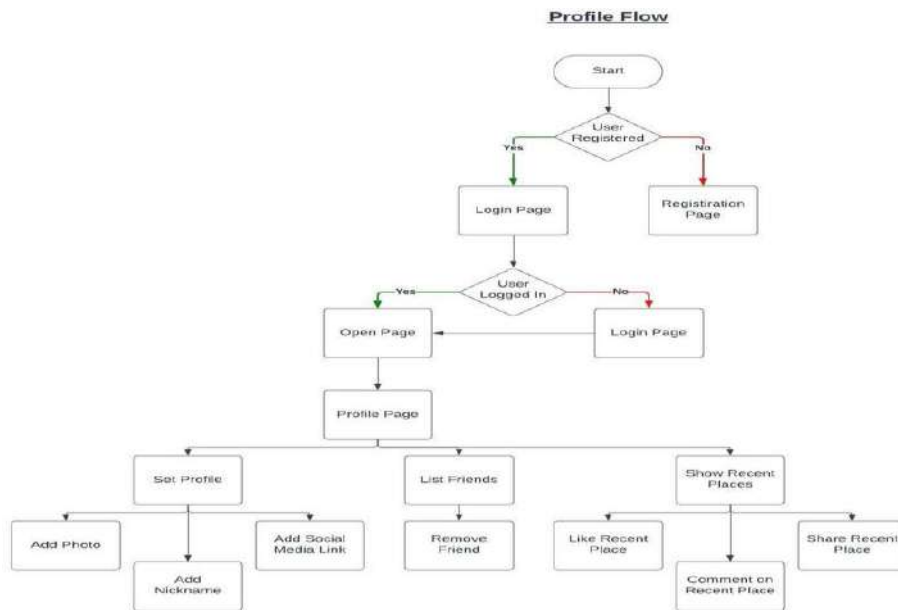 Profile Flow
Start
User
Registered
Yes
No
Login Page
Registiration
Page
User
Logged In
Yes
No
Open Page
Login Page
Profile Page
Set Profile
List Friends
Show Recent
Places
Add Photo
Add Social
Media Link
Remove
Friend
Like Recent
Place
Share Recent
Place
Add
Nickname
Comment on
Recent Place